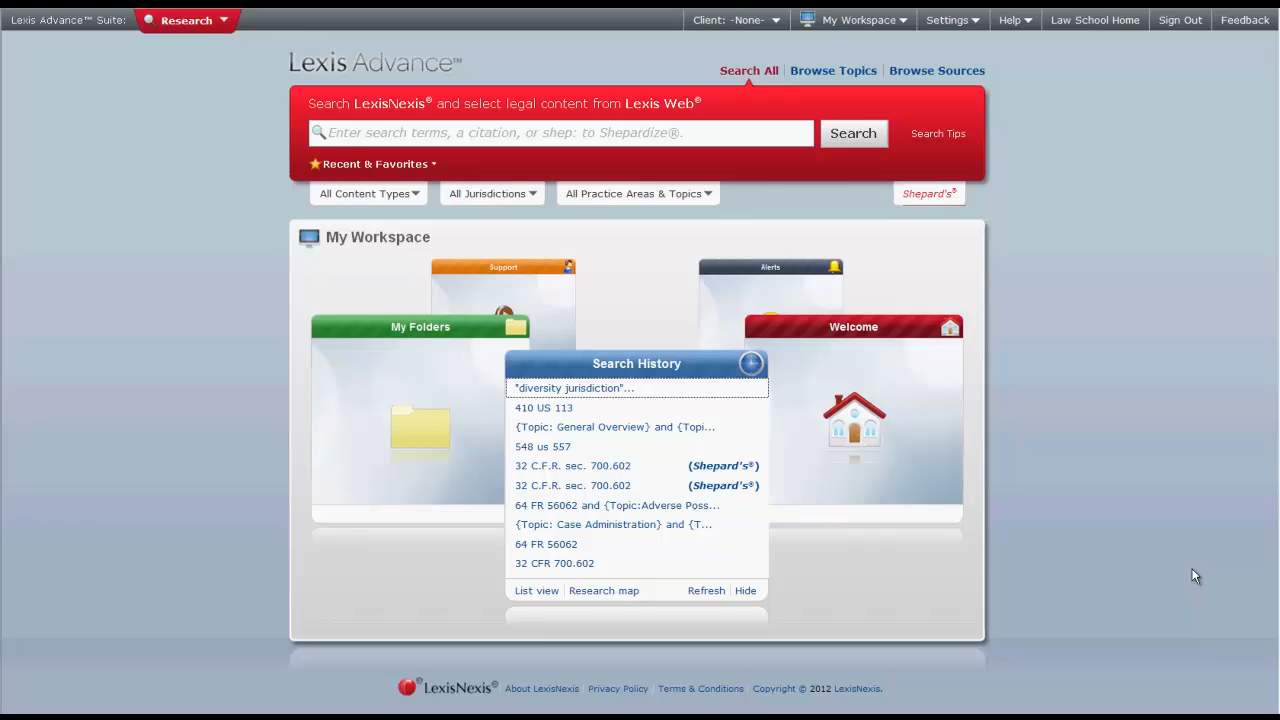 Lexis Advance™ Suite: Research Client: -None- My Workspace Settings Help Law School Home Sign Out Feedback
Lexis Advance™
Search All Browse Topics Browse Sources
Search LexisNexis® and select legal content from Lexis Web®
Enter search terms, a citation, or shep: to Shepardize®. Search Search Tips
Recent & Favorites
All Content Types All Jurisdictions All Practice Areas & Topics Shepard's®
My Workspace
Support Alerts
My Folders Welcome
Search History
"diversity jurisdiction"...
410 US 113
{Topic: General Overview} and {Topi...
548 us 557
32 C.F.R. sec. 700.602 (Shepard's®)
32 C.F.R. sec. 700.602 (Shepard's®)
64 FR 56062 and {Topic:Adverse Poss...
{Topic: Case Administration} and {T...
64 FR 56062
32 CFR 700.602
List view Research map Refresh Hide
LexisNexis® About LexisNexis Privacy Policy Terms & Conditions Copyright © 2012 LexisNexis.